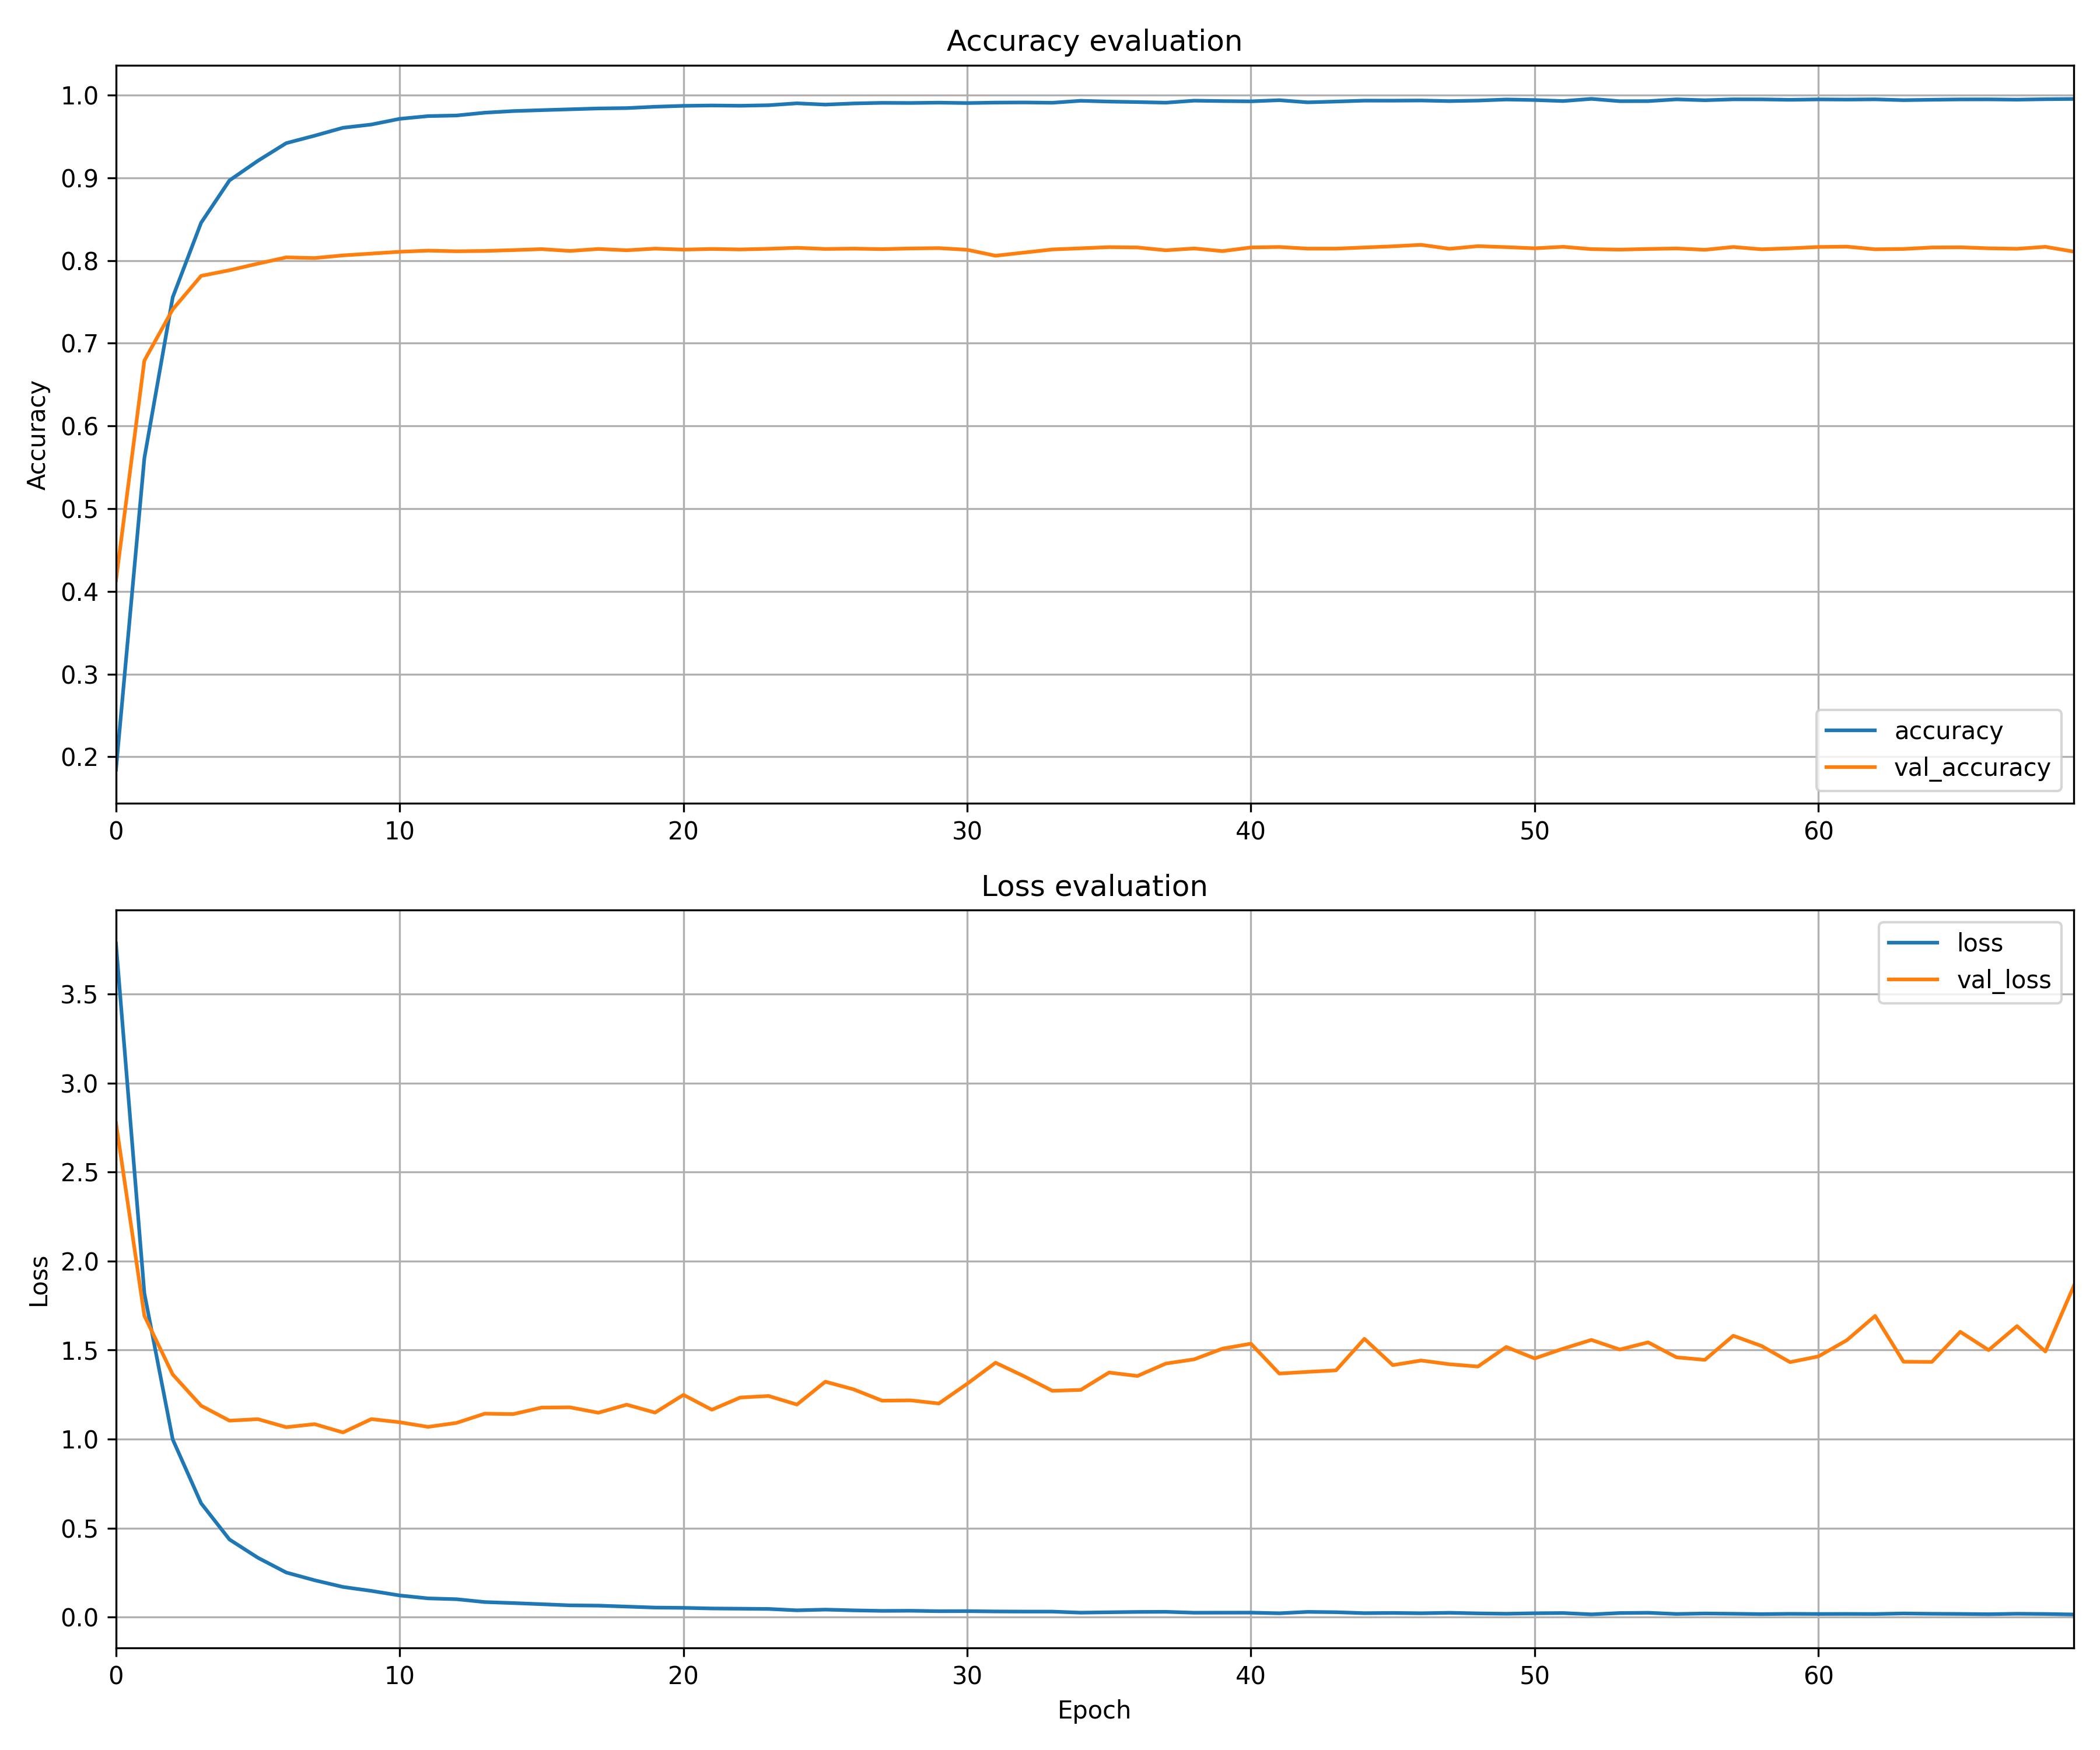 Accuracy evaluation
Accuracy
1.0
0.9
0.8
0.7
0.6
0.5
0.4
0.3
0.2
accuracy
val_accuracy
0 10 20 30 40 50 60
Loss evaluation
Loss
3.5
3.0
2.5
2.0
1.5
1.0
0.5
0.0
loss
val_loss
0 10 20 30 40 50 60
Epoch